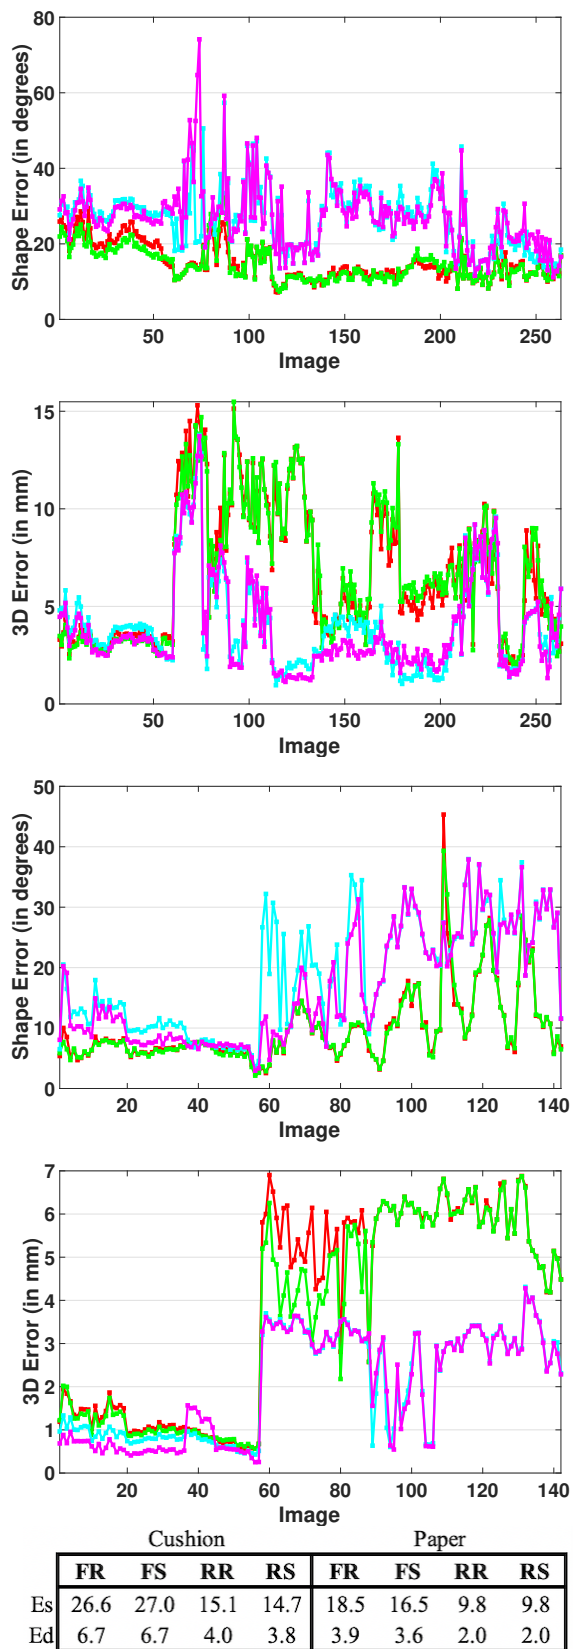 80
60
40
20
0
Shape Error (in degrees)
50 100 150 200 250
Image
15
10
5
0
3D Error (in mm)
50 100 150 200 250
Image
50
40
30
20
10
0
Shape Error (in degrees)
20 40 60 80 100 120 140
Image
7
6
5
4
3
2
1
0
3D Error (in mm)
20 40 60 80 100 120 140
Image
Cushion Paper
FR FS RR RS FR FS RR RS
Es 26.6 27.0 15.1 14.7 18.5 16.5 9.8 9.8
Ed 6.7 6.7 4.0 3.8 3.9 3.6 2.0 2.0